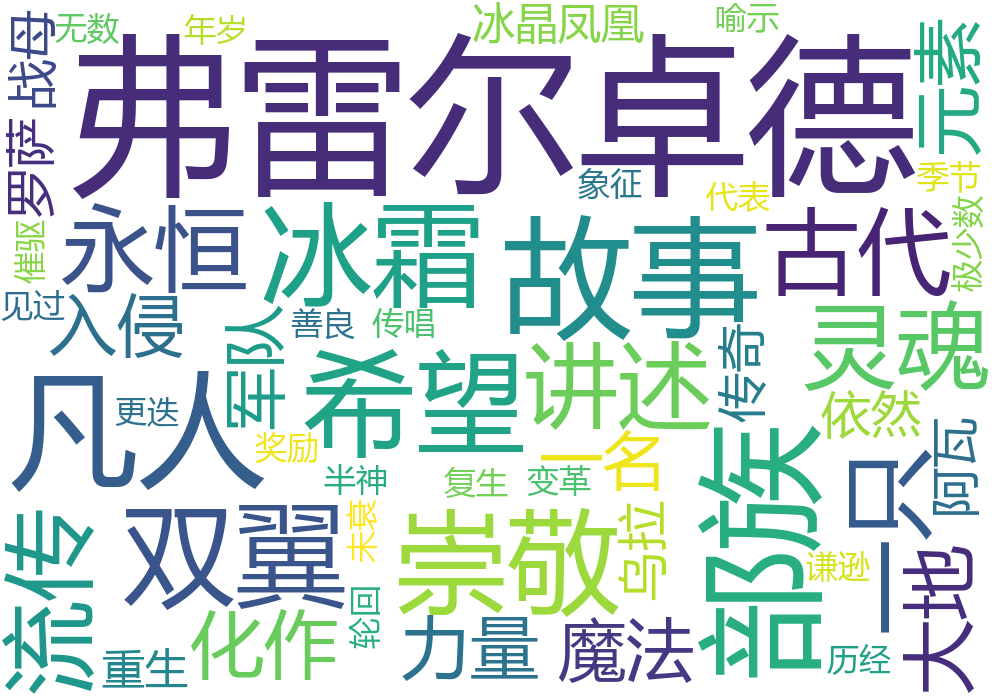 无数
年岁
冰晶凤凰
喻示
战母
弗雷尔卓德
元素
罗萨
象征
代表
季节
永恒
冰霜
故事
古代
极少数
催驱
见过
入侵
军队
善良
传唱
希望
讲述
传奇
灵魂
依然
凡人
更迭
奖励
半神
复生
变革
一名
部族
一只
阿瓦
流传
双翼
未衰
崇敬
乌拉
谦逊
大地
重生
化作
轮回
力量
魔法
历经